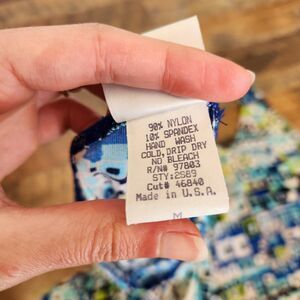 90% NYLON
10% SPANDEX
HAND WASH
COLD, DRIP DRY
NO BLEACH
R/N# 97803
STY:2589
Cut# 46840
Made in U.S.A.
M